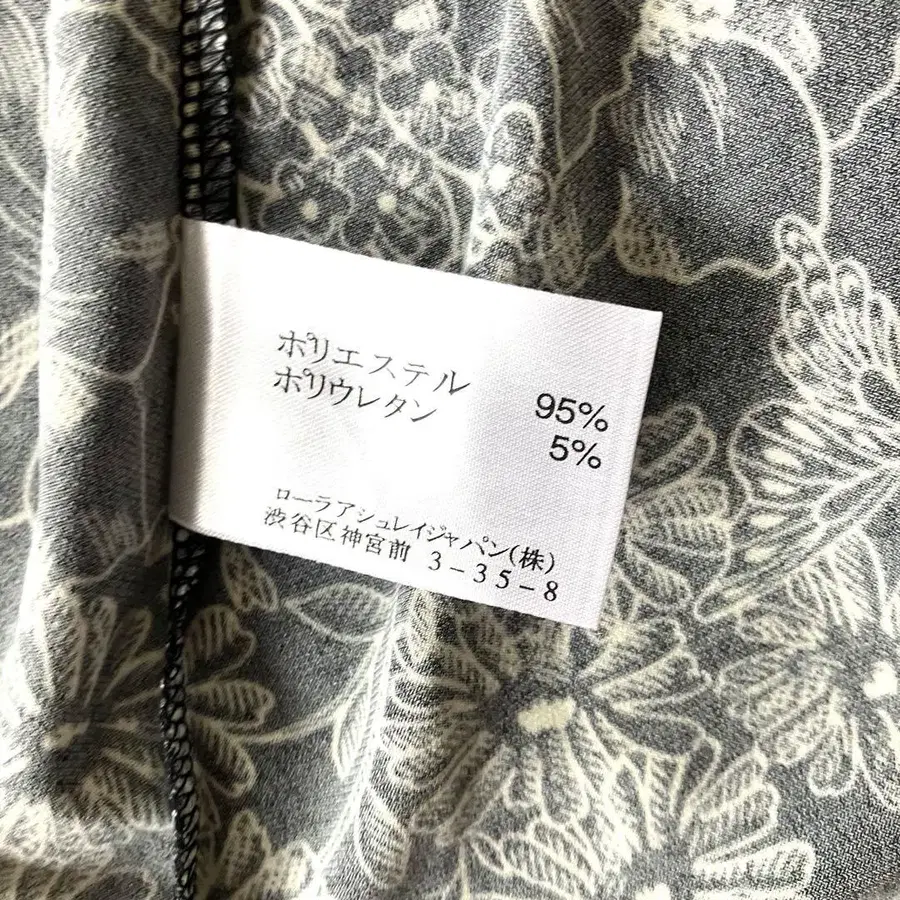 ポリエステル 95%
ポリウレタン 5%
ローラアシュレイジャパン(株)
渋谷区神宮前 3-35-8